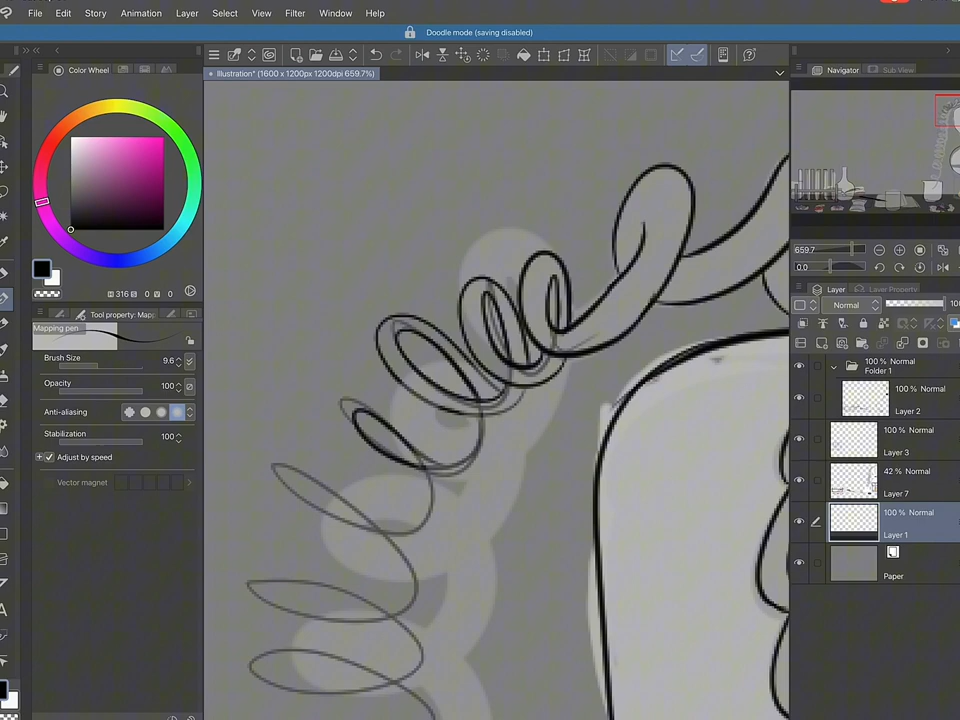 File Edit Story Animation Layer Select View Filter Window Help
Doodle mode (saving disabled)
Color Wheel
Illustration* (1600 x 1200px 1200dpi 659.7%)
Navigator Sub View
H 316 S 0 V 0
Tool property: Mapp
Mapping pen
Brush Size 9.6
Opacity 100
Anti-aliasing
Stabilization 100
Adjust by speed
Vector magnet
659.7
0.0
Layer Layer Property
Normal 100
100 % Normal
Folder 1
100 % Normal
Layer 2
100 % Normal
Layer 3
42 % Normal
Layer 7
100 % Normal
Layer 1
Paper